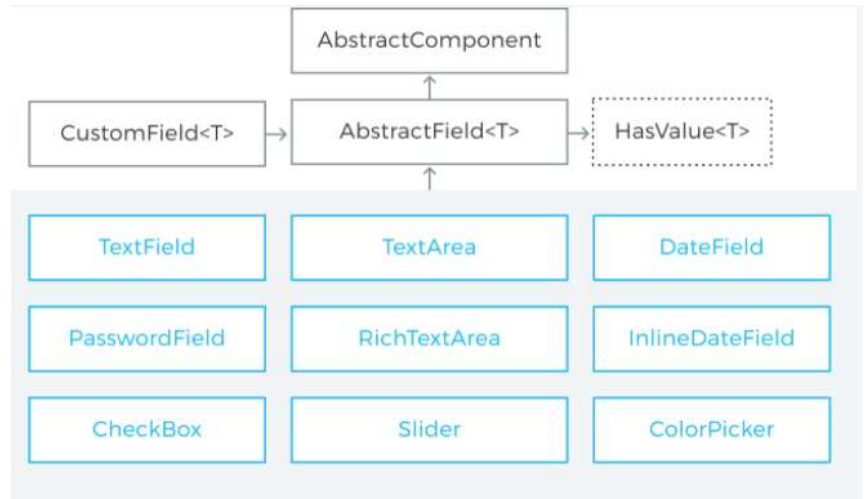 AbstractComponent
CustomField<T>
AbstractField<T>
HasValue<T>
TextField
TextArea
DateField
PasswordField
RichTextArea
InlineDateField
CheckBox
Slider
ColorPicker